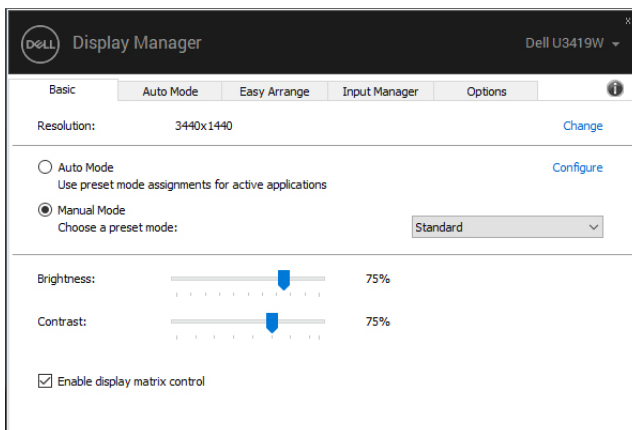 DELL Display Manager Dell U3419W
x
Basic Auto Mode Easy Arrange Input Manager Options
Resolution: 3440x1440 Change
Auto Mode Configure
Use preset mode assignments for active applications
Manual Mode
Choose a preset mode: Standard
Brightness: 75%
Contrast: 75%
Enable display matrix control